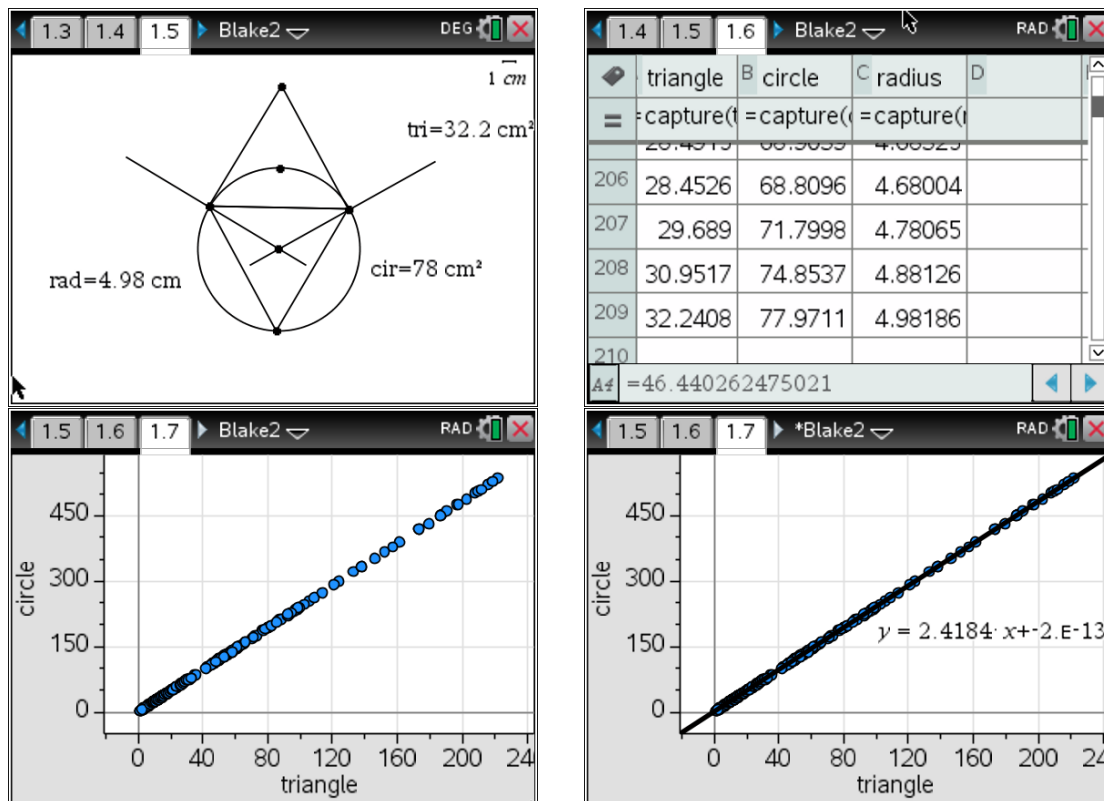 1.3 1.4 1.5 Blake2 DEG
1 cm
tri=32.2 cm²
rad=4.98 cm
cir=78 cm²
1.4 1.5 1.6 Blake2 RAD
triangle B circle C radius D
= =capture(t =capture( =capture(r
206 28.4526 68.8096 4.68004
207 29.689 71.7998 4.78065
208 30.9517 74.8537 4.88126
209 32.2408 77.9711 4.98186
210
A4 =46.440262475021
1.5 1.6 1.7 Blake2 RAD
circle
450
300
150
0
0 40 80 120 160 200 24
triangle
1.5 1.6 1.7 *Blake2 RAD
circle
450
300
150
0
y = 2.4184· x+-2.E-13
0 40 80 120 160 200 24
triangle